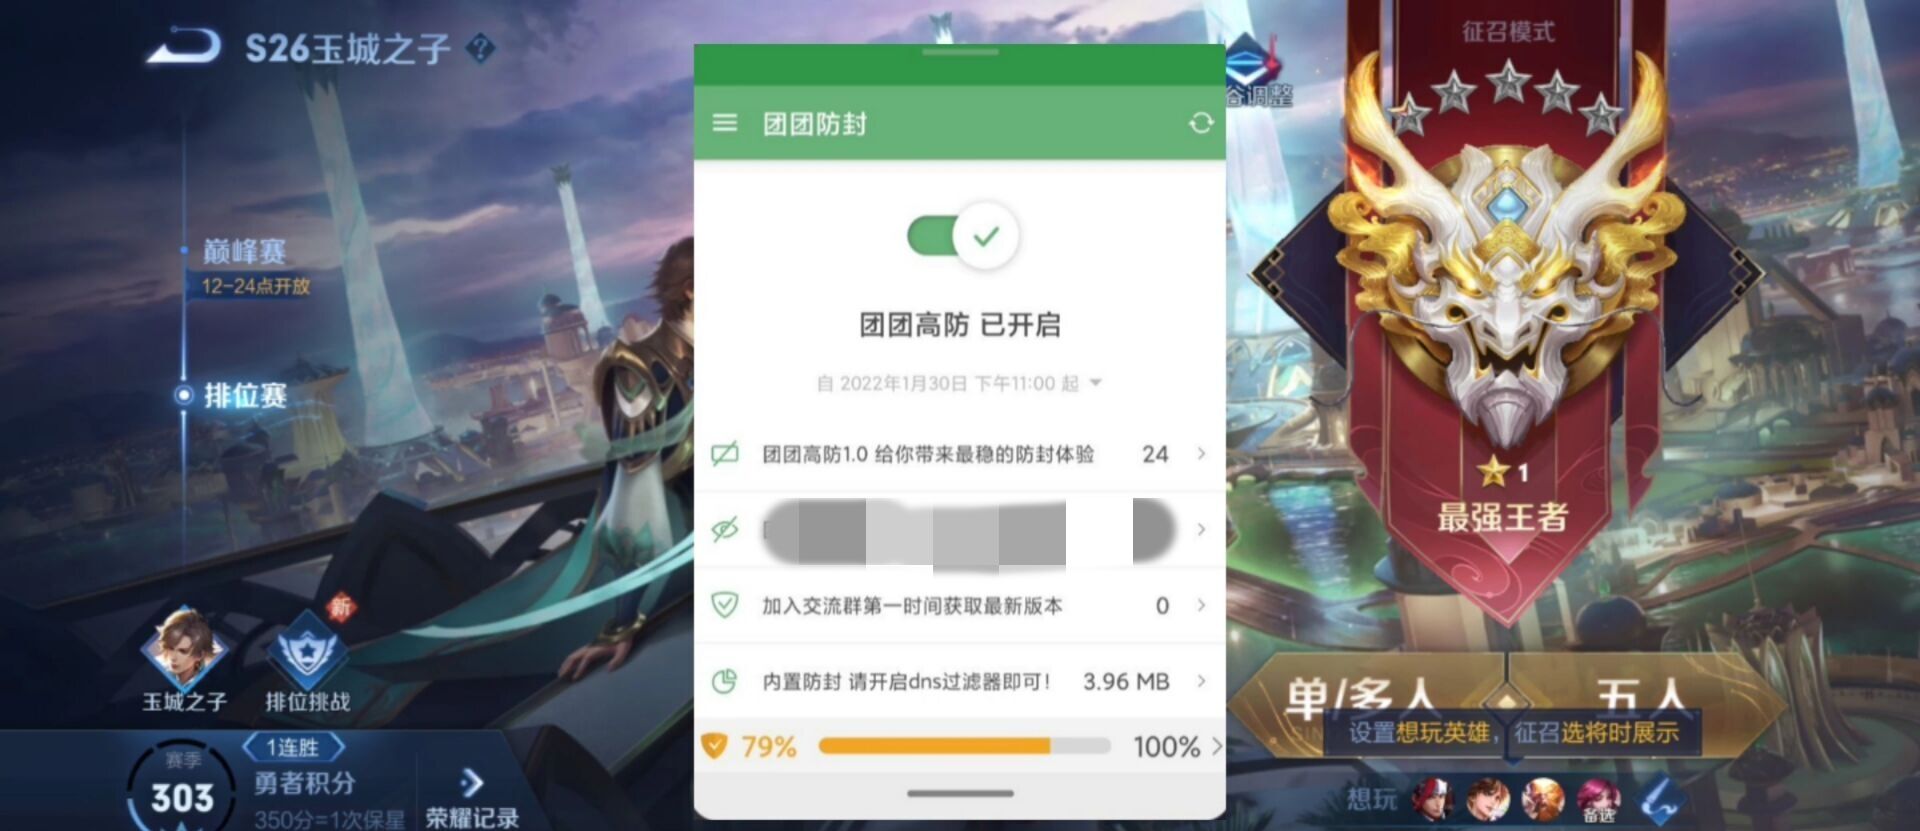 S26玉城之子
?
巅峰赛
12-24点开放
排位赛
新
玉城之子
排位挑战
1连胜
赛季
303
勇者积分
350分=1次保星
荣耀记录
团团防封
团团高防 已开启
自 2022年1月30日 下午11:00 起
团团高防1.0 给你带来最稳的防封体验 24
加入交流群第一时间获取最新版本 0
内置防封 请开启dns过滤器即可! 3.96 MB
79% 100%
谷调整
征召模式
1
最强王者
单/多人
五人
设置想玩英雄，征召选将时展示
想玩
备选